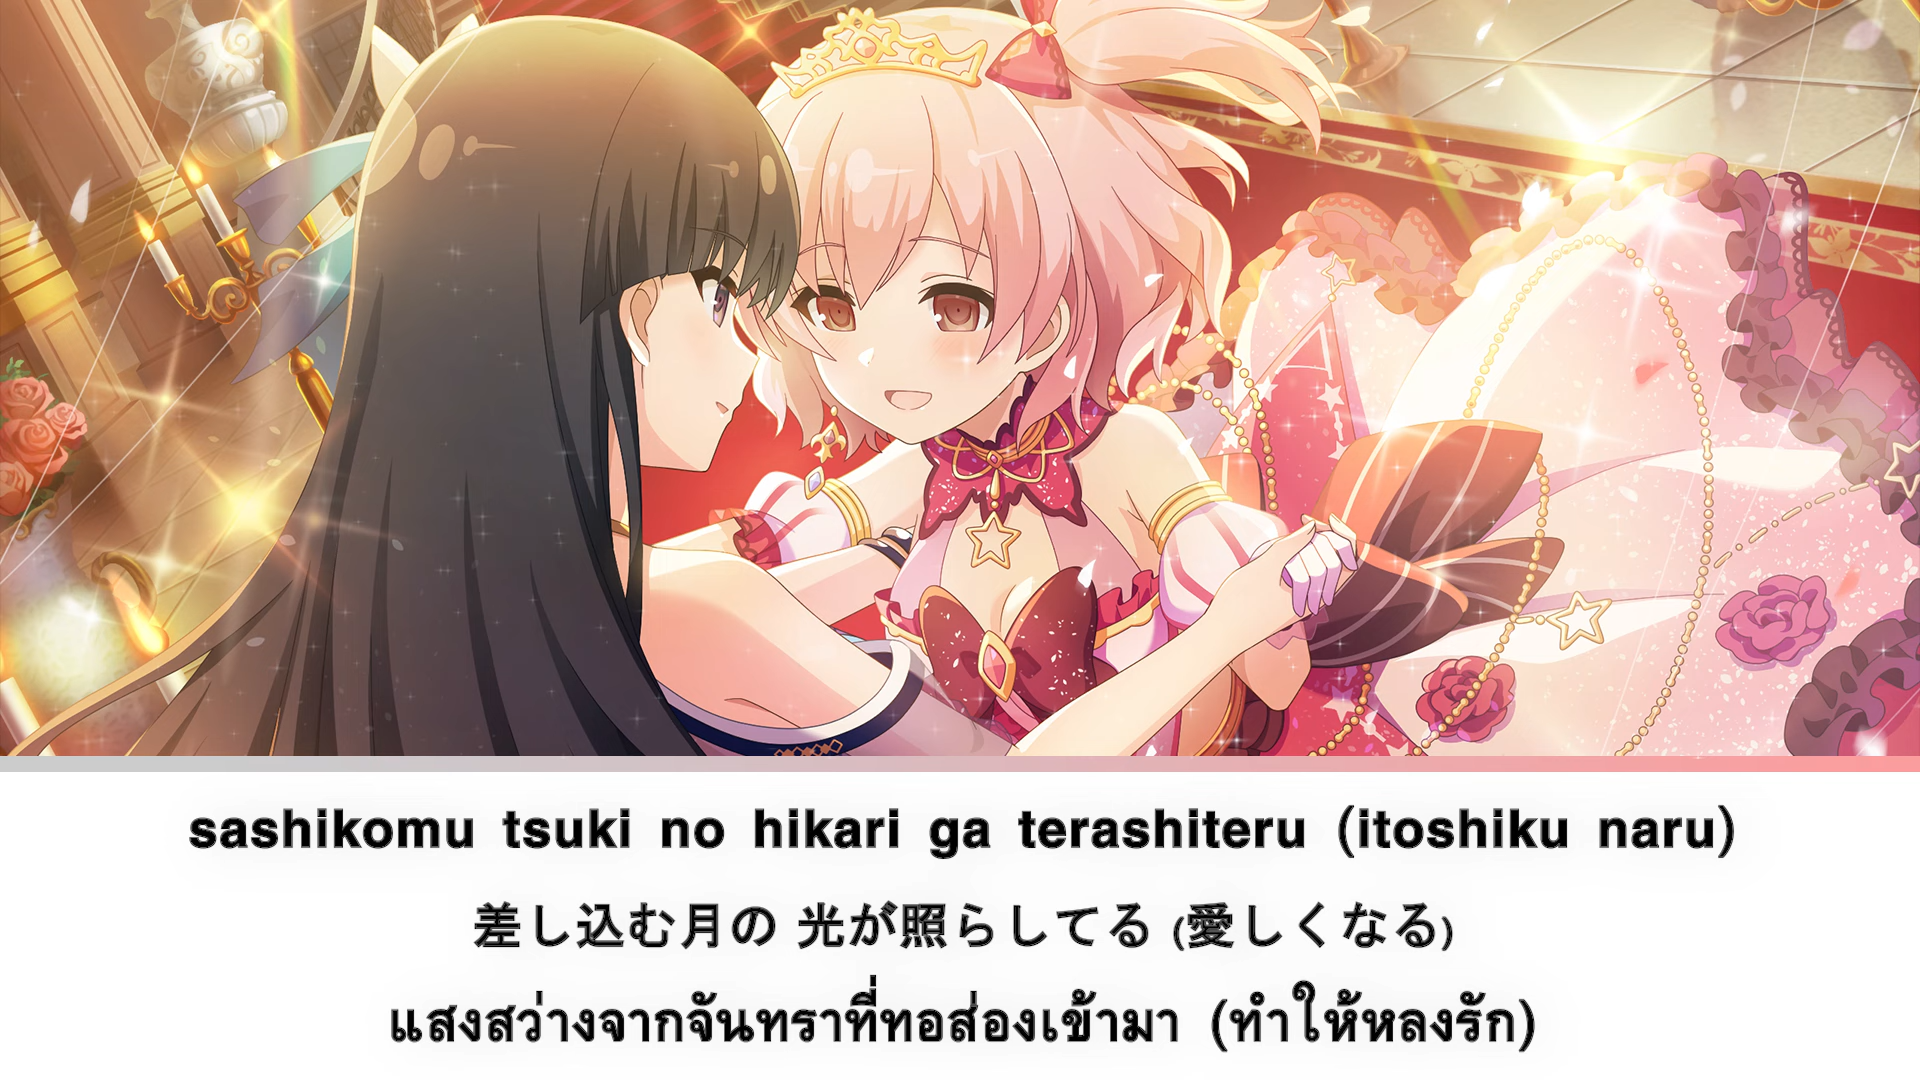 sashikomu tsuki no hikari ga terashiteru (itoshiku naru)
差し込む月の 光が照らしてる (愛しくなる)
แสงสว่างจากจันทราที่ทอส่องเข้ามา (ทำให้หลงรัก)